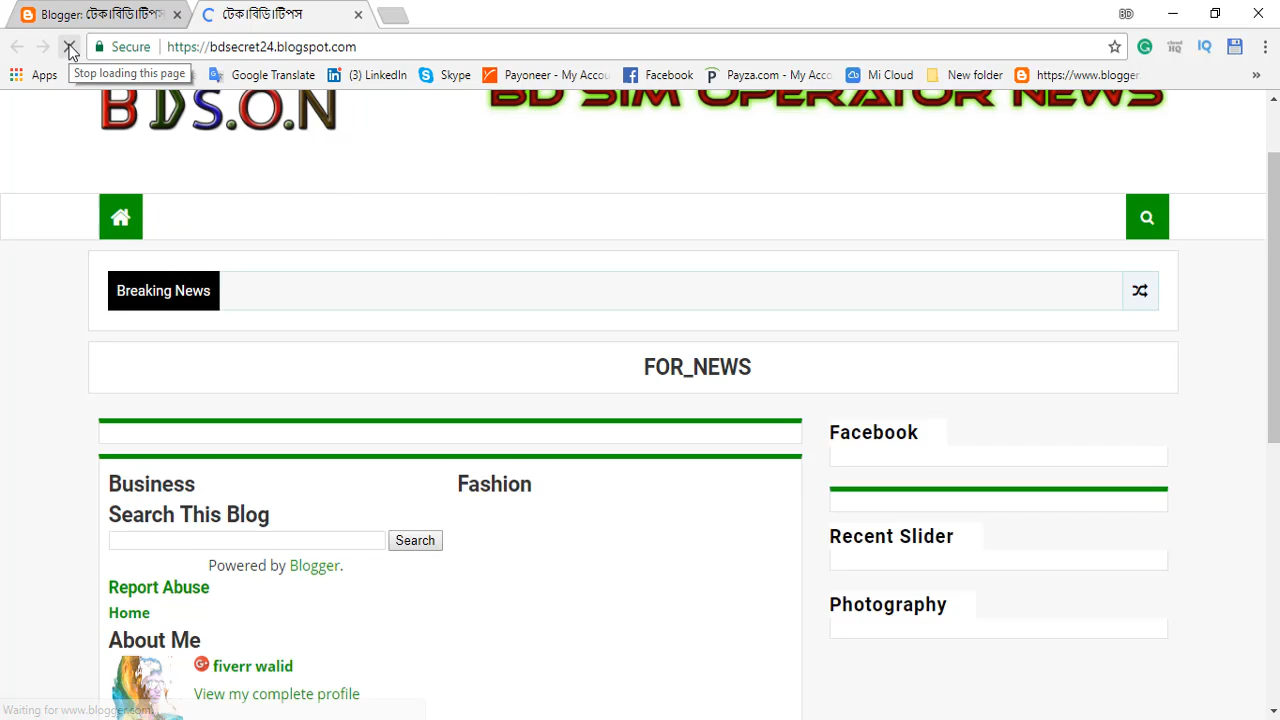 Blogger: টেক।বিডি।টিপস
টেক।বিডি।টিপস
BD
Secure
https://bdsecret24.blogspot.com
Apps
Stop loading this page
Google Translate
(3) LinkedIn
Skype
Payoneer - My Accou
Facebook
Payza.com - My Acco
Mi Cloud
New folder
https://www.blogger.
»
BDS.O.N
BD SIM OPERATOR NEWS
Breaking News
FOR_NEWS
Business
Fashion
Search This Blog
Search
Powered by Blogger.
Report Abuse
Home
About Me
fiverr walid
View my complete profile
Facebook
Recent Slider
Photography
Waiting for www.blogger.com...